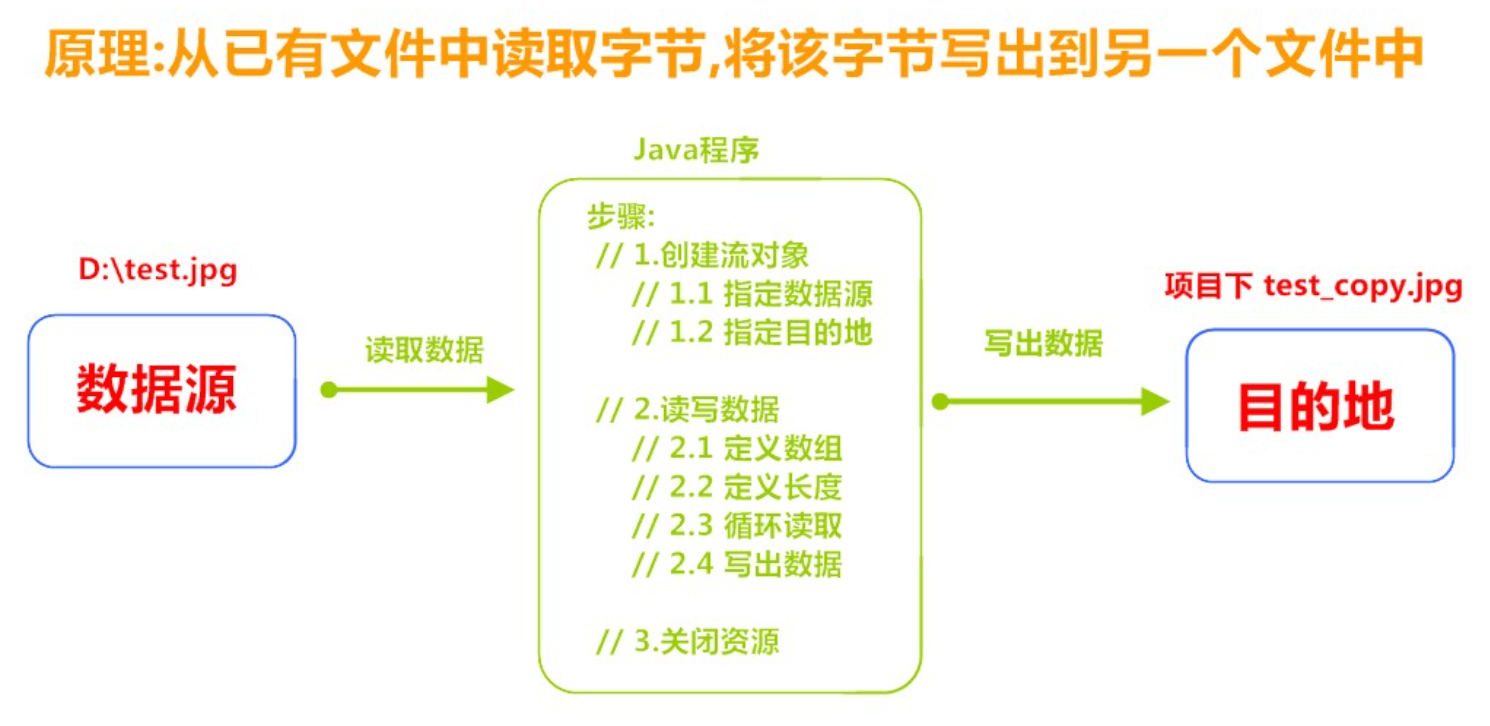 原理:从已有文件中读取字节,将该字节写出到另一个文件中
Java程序
D:\test.jpg
数据源
读取数据
步骤:
// 1.创建流对象
// 1.1 指定数据源
// 1.2 指定目的地
// 2.读写数据
// 2.1 定义数组
// 2.2 定义长度
// 2.3 循环读取
// 2.4 写出数据
// 3.关闭资源
写出数据
项目下 test_copy.jpg
目的地